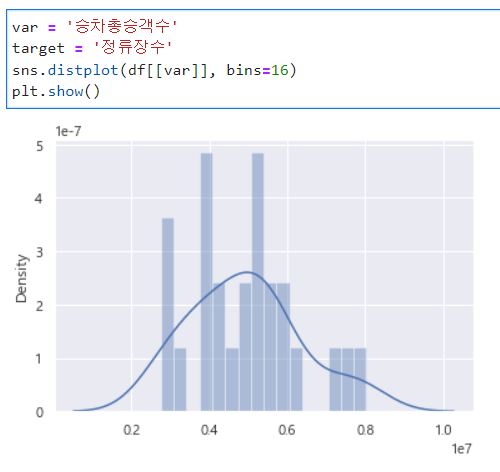 var = '승차총승객수'
target = '정류장수'
sns.distplot(df[[var]], bins=16)
plt.show()
1e-7
5
4
3
2
1
0
Density
0.2 0.4 0.6 0.8 1.0
1e7